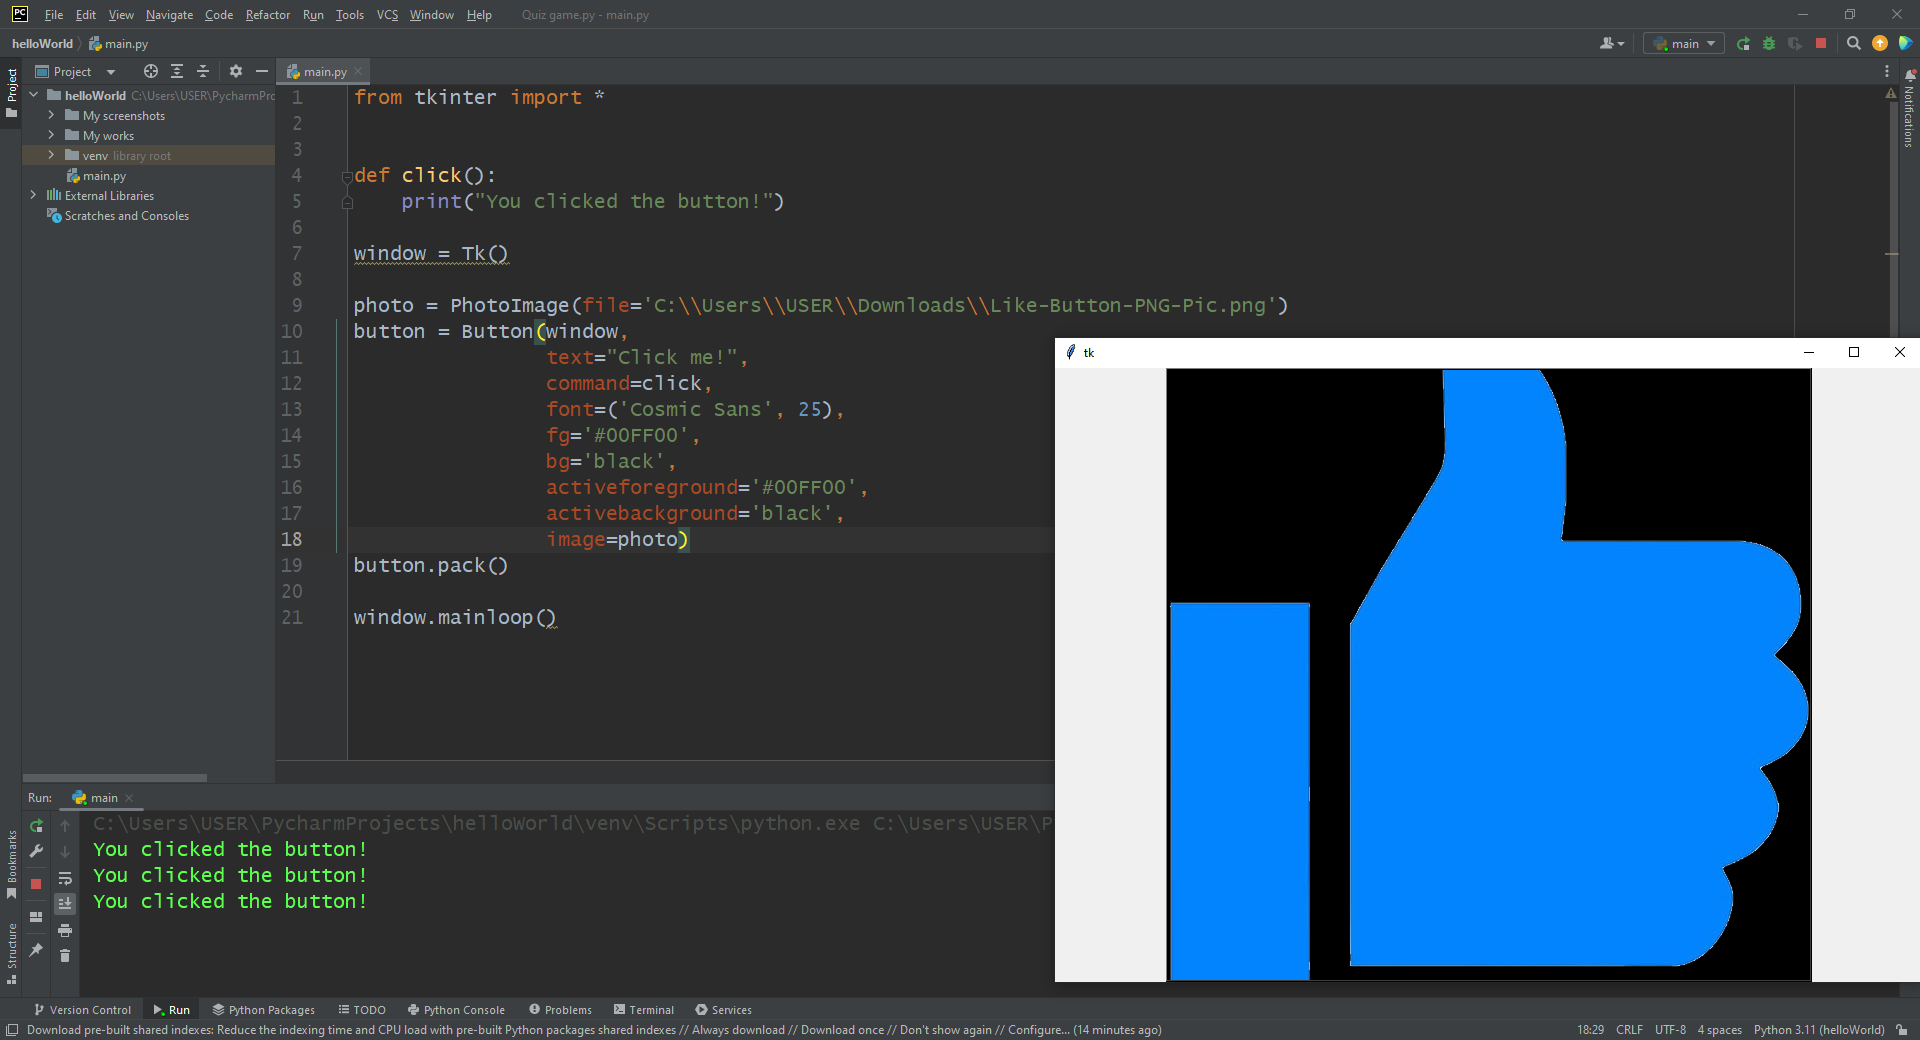 PC File Edit View Navigate Code Refactor Run Tools VCS Window Help Quiz game.py - main.py
helloWorld main.py main
Project main.py
Project
helloWorld C:\Users\USER\PycharmPro
My screenshots
My works
venv library root
main.py
External Libraries
Scratches and Consoles
Notifications
1 from tkinter import *
2
3
4 def click():
5 print("You clicked the button!")
6
7 window = Tk()
8
9 photo = PhotoImage(file='C:\\Users\\USER\\Downloads\\Like-Button-PNG-Pic.png')
10 button = Button(window,
11 text="Click me!",
12 command=click,
13 font=('Cosmic Sans', 25),
14 fg='#00FF00',
15 bg='black',
16 activeforeground='#00FF00',
17 activebackground='black',
18 image=photo)
19 button.pack()
20
21 window.mainloop()
tk
Run: main
C:\Users\USER\PycharmProjects\helloWorld\venv\Scripts\python.exe C:\Users\USER\P
You clicked the button!
You clicked the button!
You clicked the button!
Bookmarks
Structure
Version Control Run Python Packages TODO Python Console Problems Terminal Services
Download pre-built shared indexes: Reduce the indexing time and CPU load with pre-built Python packages shared indexes // Always download // Download once // Don't show again // Configure... (14 minutes ago) 18:29 CRLF UTF-8 4 spaces Python 3.11 (helloWorld)